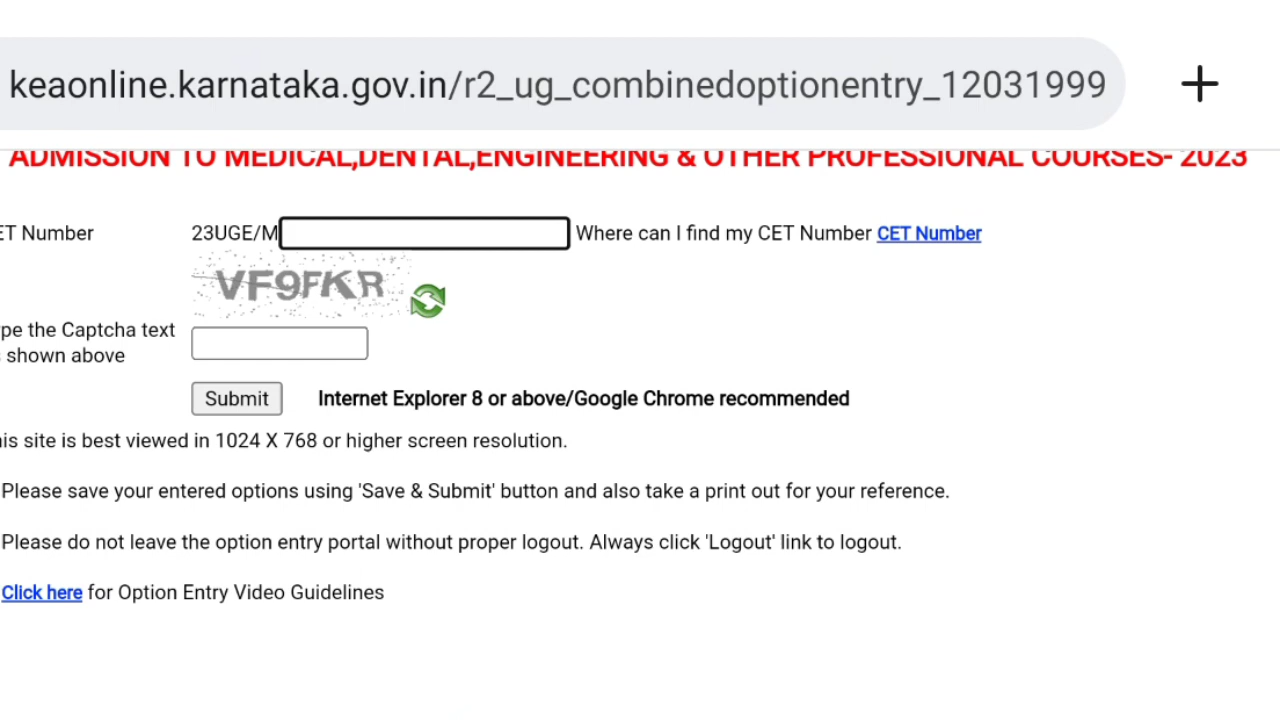 keaonline.karnataka.gov.in/r2_ug_combinedoptionentry_12031999
ADMISSION TO MEDICAL,DENTAL,ENGINEERING & OTHER PROFESSIONAL COURSES- 2023
ET Number 23UGE/M Where can I find my CET Number CET Number
VF9FKR
pe the Captcha text
s shown above
Submit Internet Explorer 8 or above/Google Chrome recommended
is site is best viewed in 1024 X 768 or higher screen resolution.
Please save your entered options using 'Save & Submit' button and also take a print out for your reference.
Please do not leave the option entry portal without proper logout. Always click 'Logout' link to logout.
Click here for Option Entry Video Guidelines